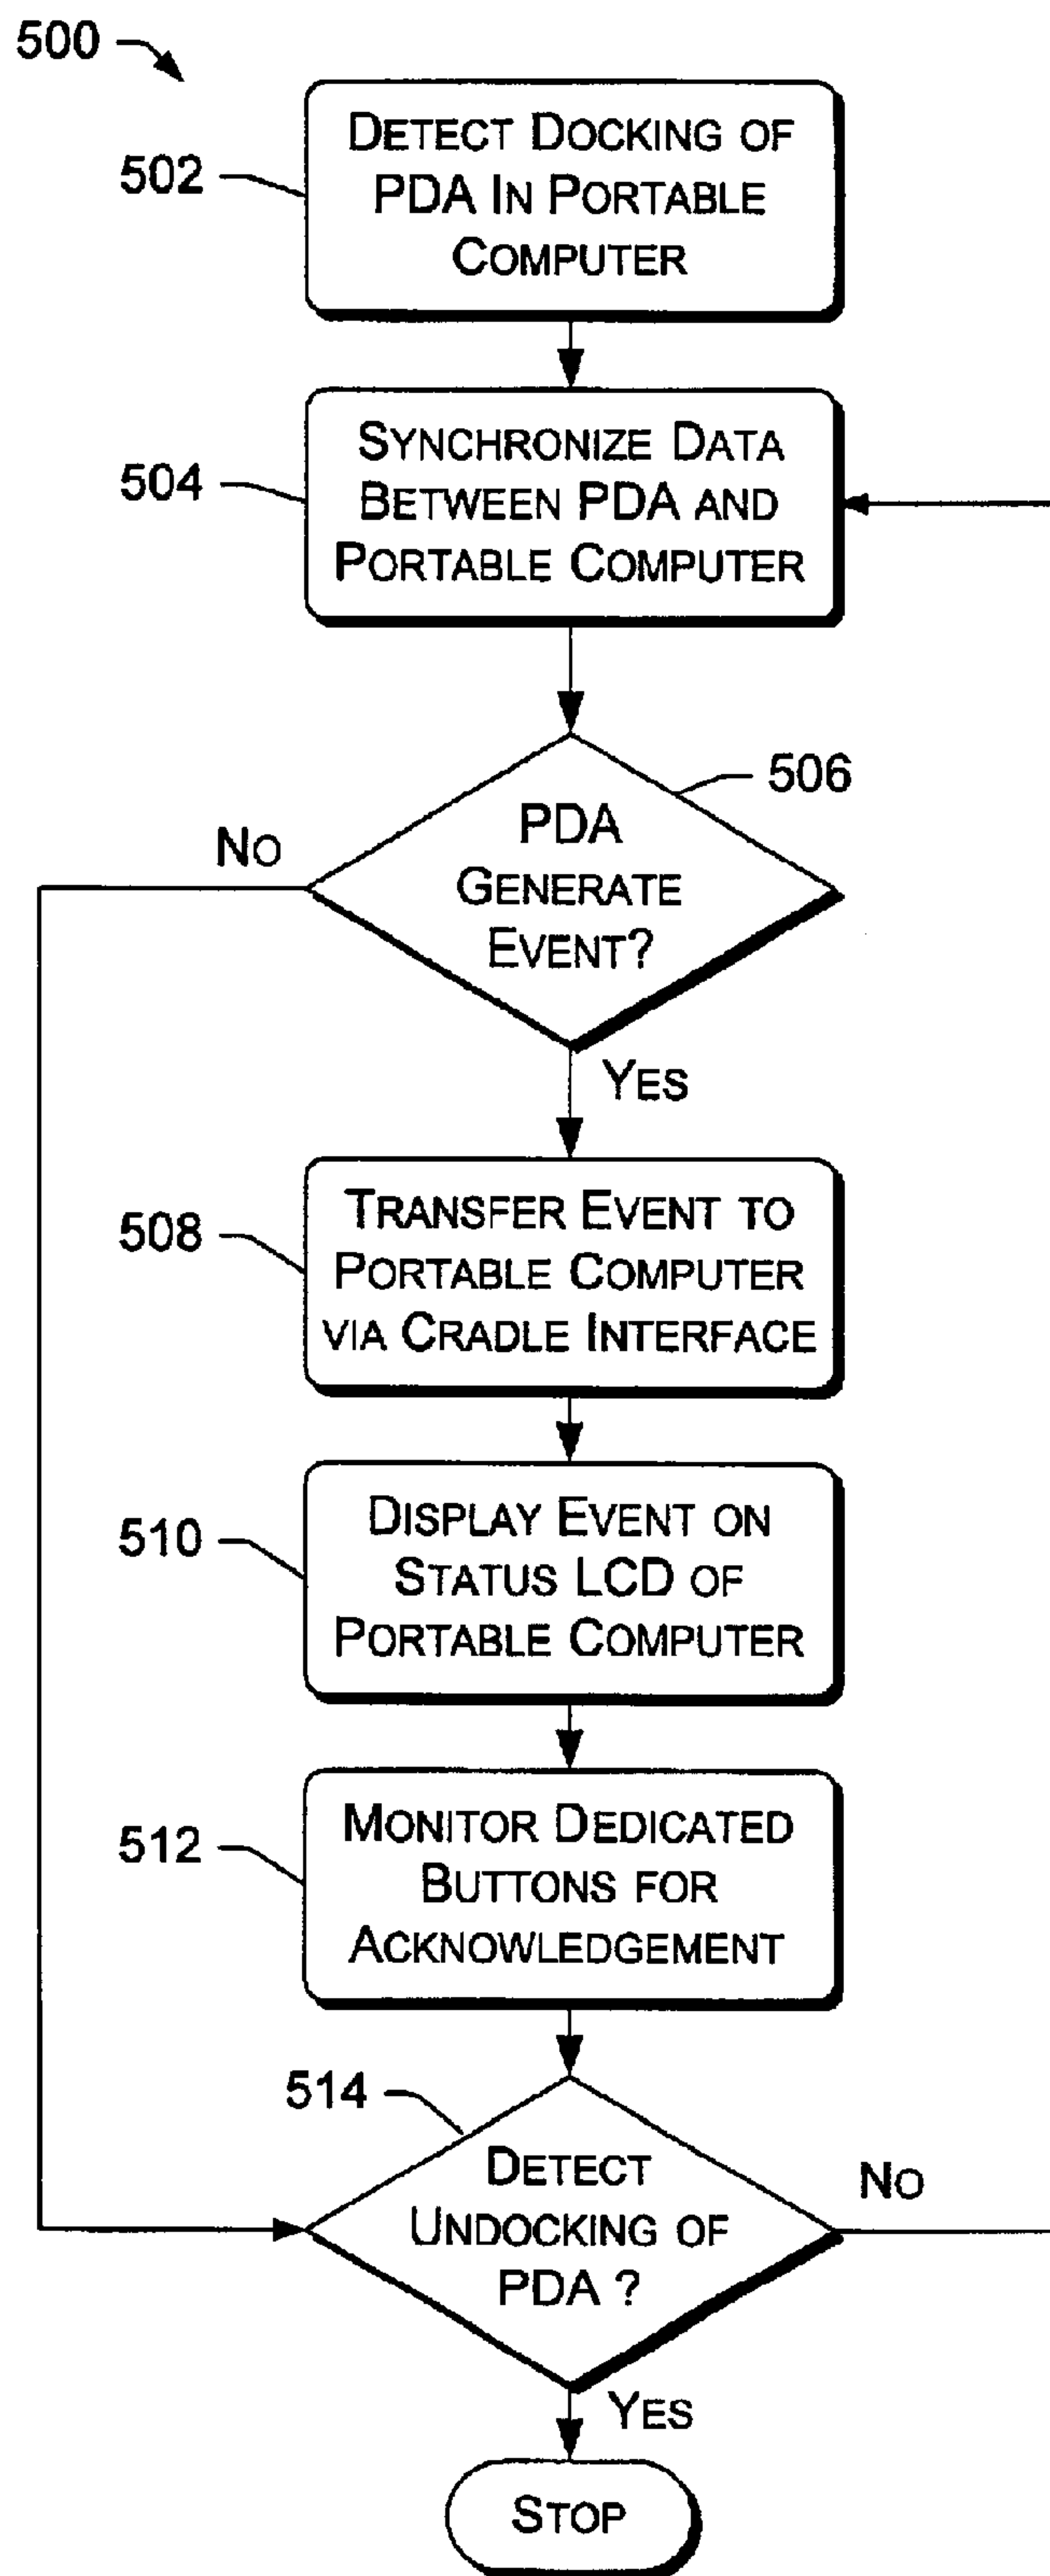 500
502
DETECT DOCKING OF
PDA IN PORTABLE
COMPUTER
504
SYNCHRONIZE DATA
BETWEEN PDA AND
PORTABLE COMPUTER
506
PDA
GENERATE
EVENT?
NO
YES
508
TRANSFER EVENT TO
PORTABLE COMPUTER
VIA CRADLE INTERFACE
510
DISPLAY EVENT ON
STATUS LCD OF
PORTABLE COMPUTER
512
MONITOR DEDICATED
BUTTONS FOR
ACKNOWLEDGEMENT
514
DETECT
UNDOCKING OF
PDA ?
NO
YES
STOP